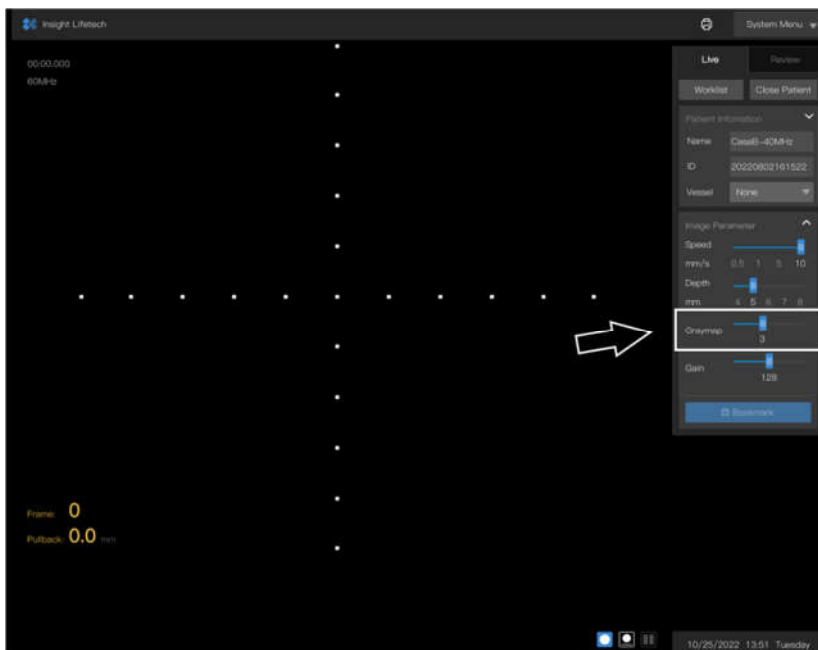 Insight Lifetech
System Menu
00:00.000
60MHz
Live
Review
Worklist
Close Patient
Patient Information
Name
CaseB-40MHz
ID
20220802161522
Vessel
None
Image Parameter
Speed
mm/s
0.5 1 5 10
Depth
mm
4 5 6 7 8
Graymap
3
Gain
128
Bookmark
Frame: 0
Pullback: 0.0 mm
10/25/2022 13:51 Tuesday